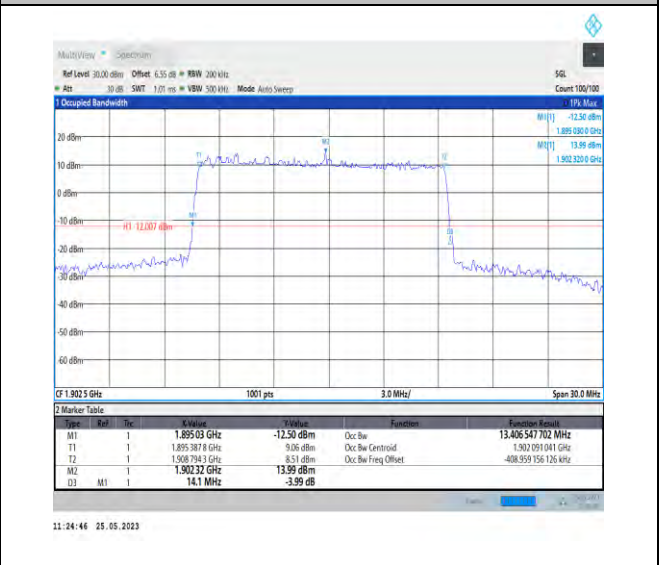 MultiView Spectrum
Ref Level 30.00 dBm Offset 6.55 dB RBW 200 kHz SGL
Att 30 dB SWT 1.01 ms VBW 500 kHz Mode Auto Sweep Count 100/100
1 Occupied Bandwidth 1Pk Max
M1[1] -12.50 dBm
1.895 030 0 GHz
M2[1] 13.99 dBm
1.902 320 0 GHz
20 dBm
M2
T1
T2
10 dBm
0 dBm
M1
-10 dBm
H1 -12.007 dBm
D3
-20 dBm
-30 dBm
-40 dBm
-50 dBm
-60 dBm
CF 1.902 5 GHz 1001 pts 3.0 MHz/ Span 30.0 MHz
2 Marker Table
Type Ref Trc X-Value Y-Value Function Function Result
M1 1 1.895 03 GHz -12.50 dBm Occ Bw 13.406 547 702 MHz
T1 1 1.895 387 8 GHz 9.06 dBm Occ Bw Centroid 1.902 091 041 GHz
T2 1 1.908 794 3 GHz 8.51 dBm Occ Bw Freq Offset -408.959 156 126 kHz
M2 1 1.902 32 GHz 13.99 dBm
D3 M1 1 14.1 MHz -3.99 dB
11:24:46 25.05.2023